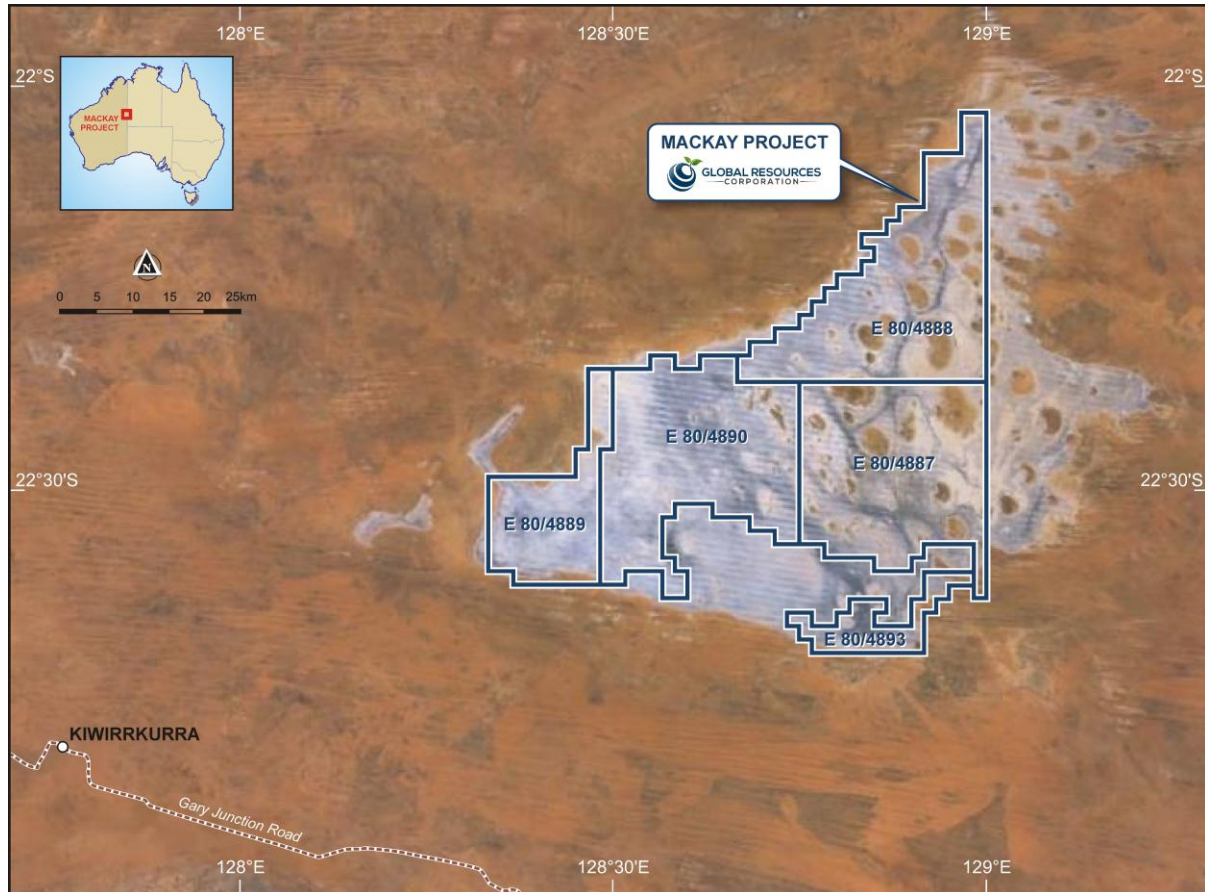 128°E
128°30'E
129°E
22°S
22°S
MACKAY
PROJECT
MACKAY PROJECT
GLOBAL RESOURCES
CORPORATION
N
0 5 10 15 20 25km
E 80/4888
E 80/4890
E 80/4887
22°30'S
22°30'S
E 80/4889
E 80/4893
KIWIRRKURRA
Gary Junction Road
128°E
128°30'E
129°E